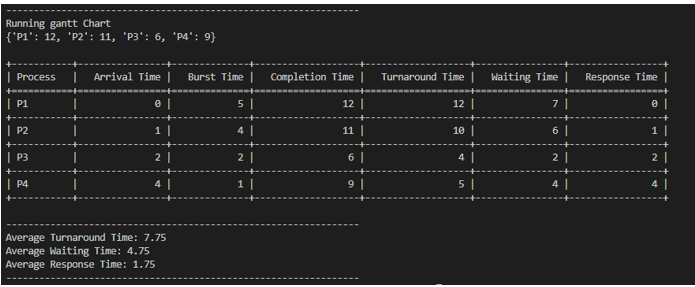 ------------------------------------------------------------
Running gantt Chart
{'P1': 12, 'P2': 11, 'P3': 6, 'P4': 9}
+-----------+----------------+--------------+-------------------+-------------------+----------------+-----------------+
| Process | Arrival Time | Burst Time | Completion Time | Turnaround Time | Waiting Time | Response Time |
+===========+================+==============+===================+===================+================+=================+
| P1 | 0 | 5 | 12 | 12 | 7 | 0 |
+-----------+----------------+--------------+-------------------+-------------------+----------------+-----------------+
| P2 | 1 | 4 | 11 | 10 | 6 | 1 |
+-----------+----------------+--------------+-------------------+-------------------+----------------+-----------------+
| P3 | 2 | 2 | 6 | 4 | 2 | 2 |
+-----------+----------------+--------------+-------------------+-------------------+----------------+-----------------+
| P4 | 4 | 1 | 9 | 5 | 4 | 4 |
+-----------+----------------+--------------+-------------------+-------------------+----------------+-----------------+
------------------------------------------------------------
Average Turnaround Time: 7.75
Average Waiting Time: 4.75
Average Response Time: 1.75
------------------------------------------------------------